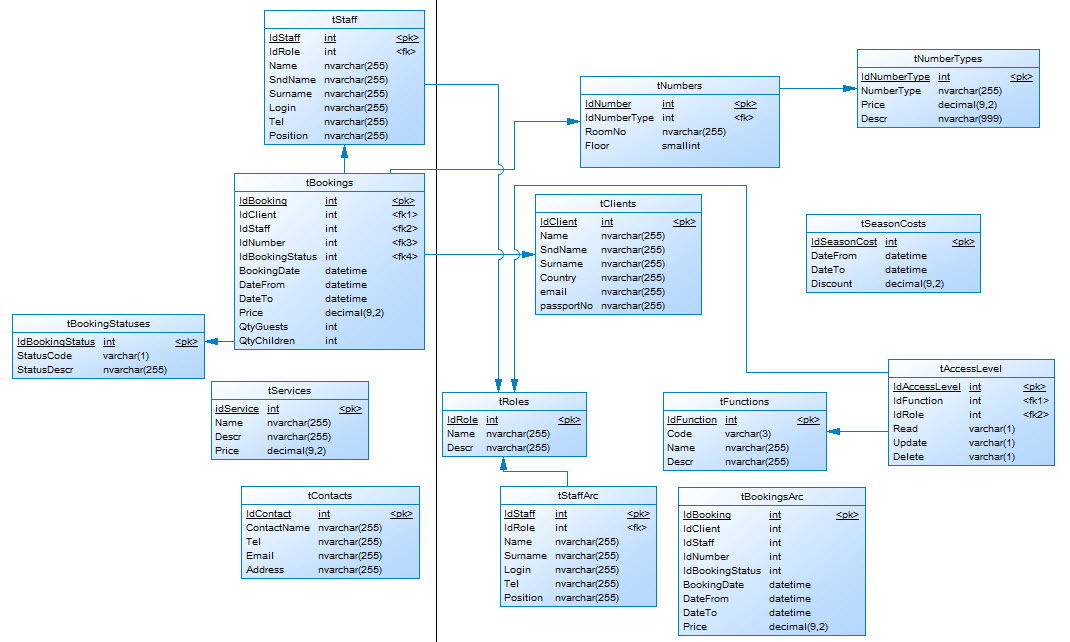 tStaff
IdStaff int <pk>
IdRole int <fk>
Name nvarchar(255)
SndName nvarchar(255)
Surname nvarchar(255)
Login nvarchar(255)
Tel nvarchar(255)
Position nvarchar(255)
tBookings
IdBooking int <pk>
IdClient int <fk1>
IdStaff int <fk2>
IdNumber int <fk3>
IdBookingStatus int <fk4>
BookingDate datetime
DateFrom datetime
DateTo datetime
Price decimal(9,2)
QtyGuests int
QtyChildren int
tBookingStatuses
IdBookingStatus int <pk>
StatusCode varchar(1)
StatusDescr nvarchar(255)
tServices
idService int <pk>
Name nvarchar(255)
Descr nvarchar(255)
Price decimal(9,2)
tContacts
IdContact int <pk>
ContactName nvarchar(255)
Tel nvarchar(255)
Email nvarchar(255)
Address nvarchar(255)
tNumbers
IdNumber int <pk>
IdNumberType int <fk>
RoomNo nvarchar(255)
Floor smallint
tNumberTypes
IdNumberType int <pk>
NumberType nvarchar(255)
Price decimal(9,2)
Descr nvarchar(999)
tClients
IdClient int <pk>
Name nvarchar(255)
SndName nvarchar(255)
Surname nvarchar(255)
Country nvarchar(255)
email nvarchar(255)
passportNo nvarchar(255)
tSeasonCosts
IdSeasonCost int <pk>
DateFrom datetime
DateTo datetime
Discount decimal(9,2)
tRoles
IdRole int <pk>
Name nvarchar(255)
Descr nvarchar(255)
tFunctions
IdFunction int <pk>
Code varchar(3)
Name nvarchar(255)
Descr nvarchar(255)
tAccessLevel
IdAccessLevel int <pk>
IdFunction int <fk1>
IdRole int <fk2>
Read varchar(1)
Update varchar(1)
Delete varchar(1)
tStaffArc
IdStaff int <pk>
IdRole int <fk>
Name nvarchar(255)
Surname nvarchar(255)
Login nvarchar(255)
Tel nvarchar(255)
Position nvarchar(255)
tBookingsArc
IdBooking int <pk>
IdClient int
IdStaff int
IdNumber int
IdBookingStatus int
BookingDate datetime
DateFrom datetime
DateTo datetime
Price decimal(9,2)